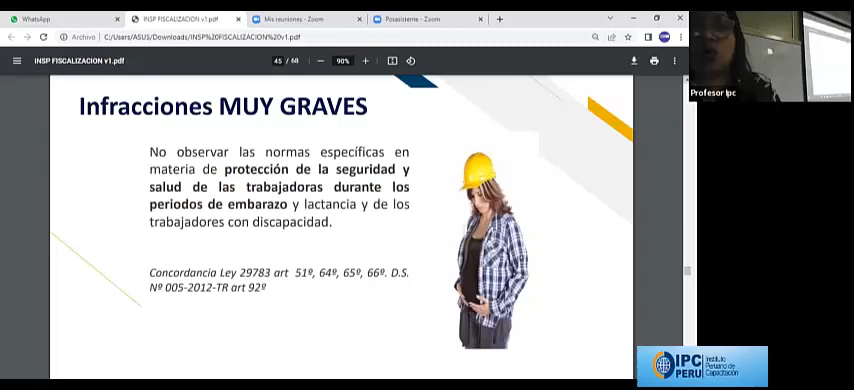 WhatsApp
INSP FISCALIZACION v1.pdf
Mis reuniones - Zoom
Posasistente - Zoom
Archivo | C:/Users/ASUS/Downloads/INSP%20FISCALIZACION%20v1.pdf
INSP FISCALIZACION v1.pdf
45 / 68
90%
Profesor Ipc
Infracciones MUY GRAVES
No observar las normas específicas en
materia de protección de la seguridad y
salud de las trabajadoras durante los
periodos de embarazo y lactancia y de los
trabajadores con discapacidad.
Concordancia Ley 29783 art 51º, 64º, 65º, 66º. D.S.
Nº 005-2012-TR art 92º
IPC
PERU
Instituto
Peruano de
Capacitación